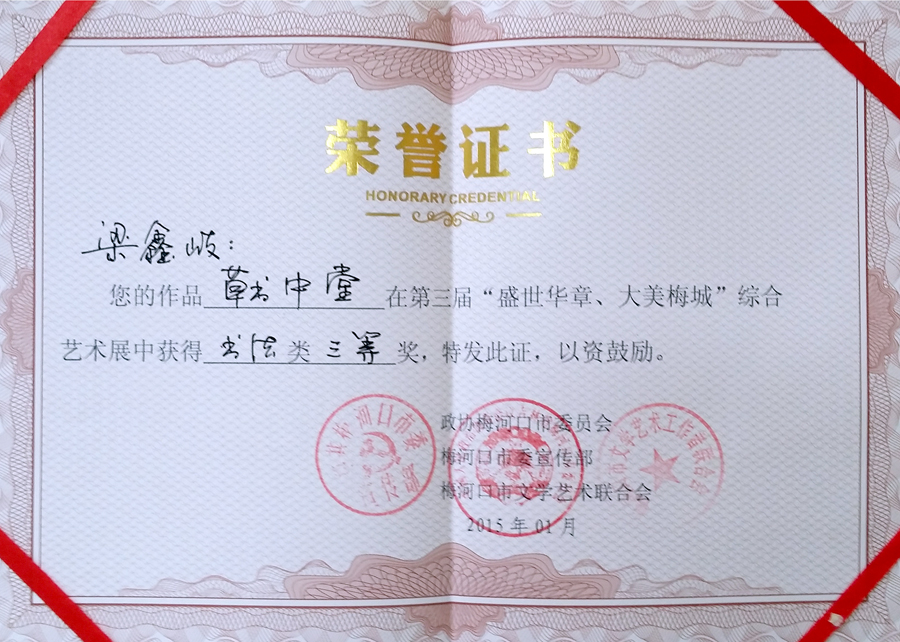 荣誉证书
HONORARY CREDENTIAL
梁鑫岐：
您的作品草书中堂在第三届“盛世华章、大美梅城”综合
艺术展中获得书法类三等奖，特发此证，以资鼓励。
政协梅河口市委员会
梅河口市委宣传部
梅河口市文学艺术联合会
2015年01月